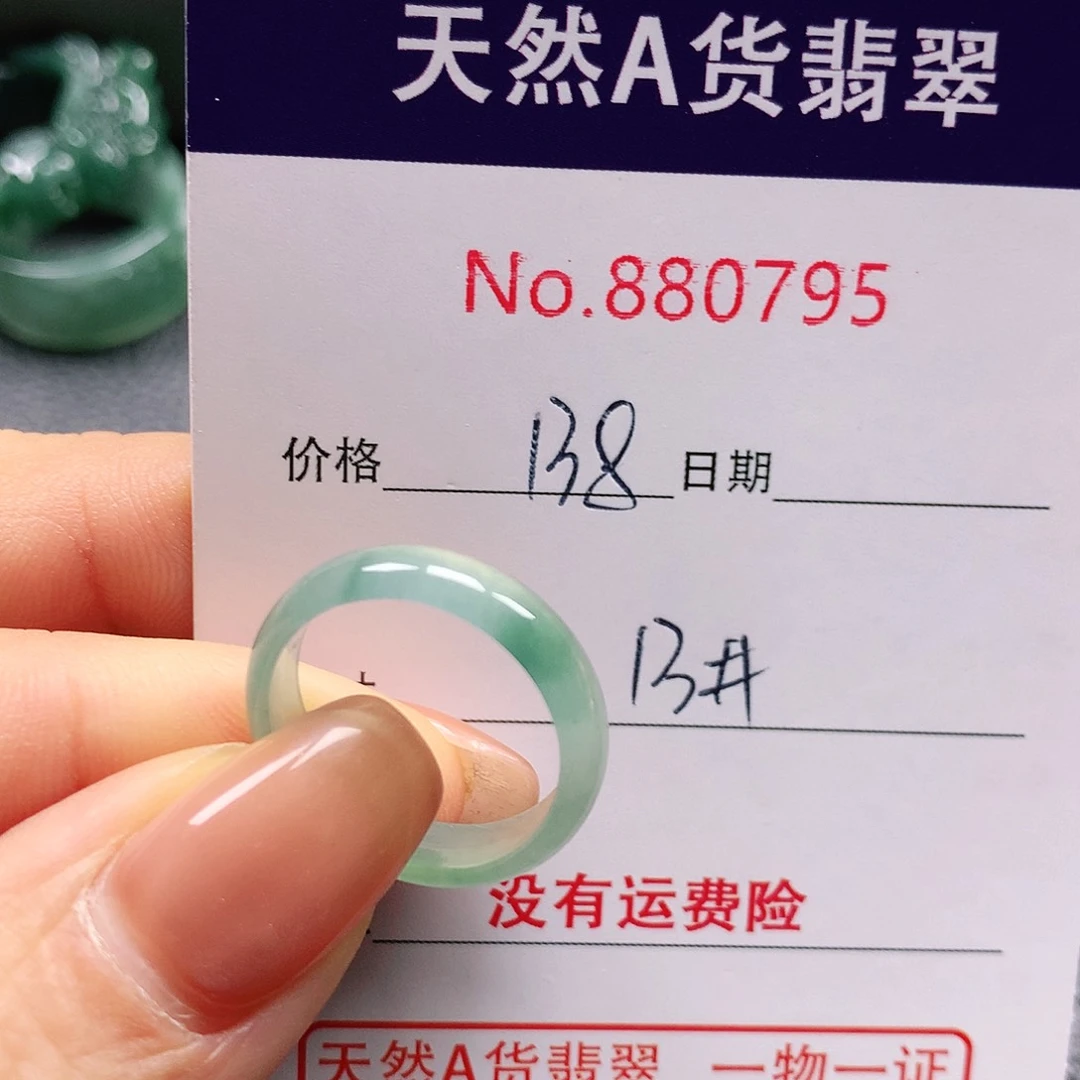 天然A货翡翠
No.880795
价格 138 日期
13#
没有运费险
天然A货翡翠 一物一证